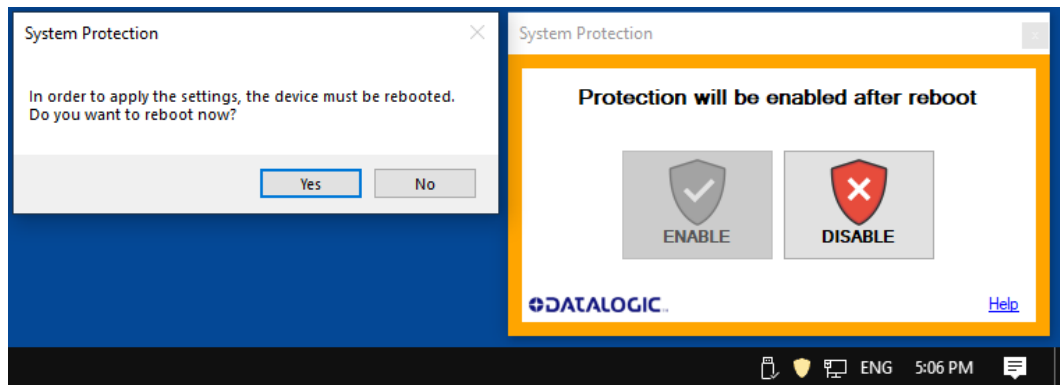 System Protection
In order to apply the settings, the device must be rebooted.
Do you want to reboot now?
Yes
No
System Protection
Protection will be enabled after reboot
ENABLE
DISABLE
DATALOGIC
Help
ENG
5:06 PM